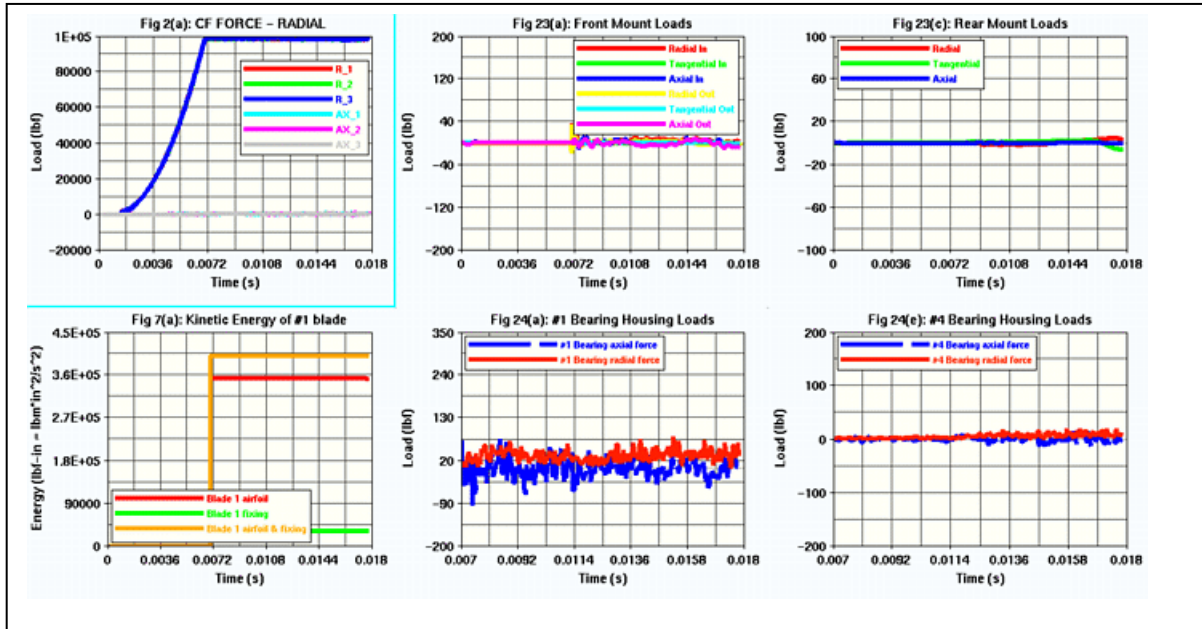 Fig 2(a): CF FORCE – RADIAL
1E+05
80000
60000
40000
20000
0
−20000
Load (lbf)
R_1
R_2
R_3
AX_1
AX_2
AX_3
0 0.0036 0.0072 0.0108 0.0144 0.018
Time (s)
Fig 23(a): Front Mount Loads
200
120
40
−40
−120
−200
Load (lbf)
Radial In
Tangential In
Axial In
Radial Out
Tangential Out
Axial Out
0 0.0036 0.0072 0.0108 0.0144 0.018
Time (s)
Fig 23(c): Rear Mount Loads
100
60
20
−20
−60
−100
Load (lbf)
Radial
Tangential
Axial
0 0.0036 0.0072 0.0108 0.0144 0.018
Time (s)
Fig 7(a): Kinetic Energy of #1 blade
4.5E+05
3.6E+05
2.7E+05
1.8E+05
90000
0
Energy (lbf-in = lbm*in^2/s^2)
Blade 1 airfoil
Blade 1 fixing
Blade 1 airfoil & fixing
0 0.0036 0.0072 0.0108 0.0144 0.018
Time (s)
Fig 24(a): #1 Bearing Housing Loads
350
240
130
20
−90
−200
Load (lbf)
#1 Bearing axial force
#1 Bearing radial force
0.007 0.0092 0.0114 0.0136 0.0158 0.018
Time (s)
Fig 24(e): #4 Bearing Housing Loads
200
100
0
−100
−200
Load (lbf)
#4 Bearing axial force
#4 Bearing radial force
0.007 0.0092 0.0114 0.0136 0.0158 0.018
Time (s)